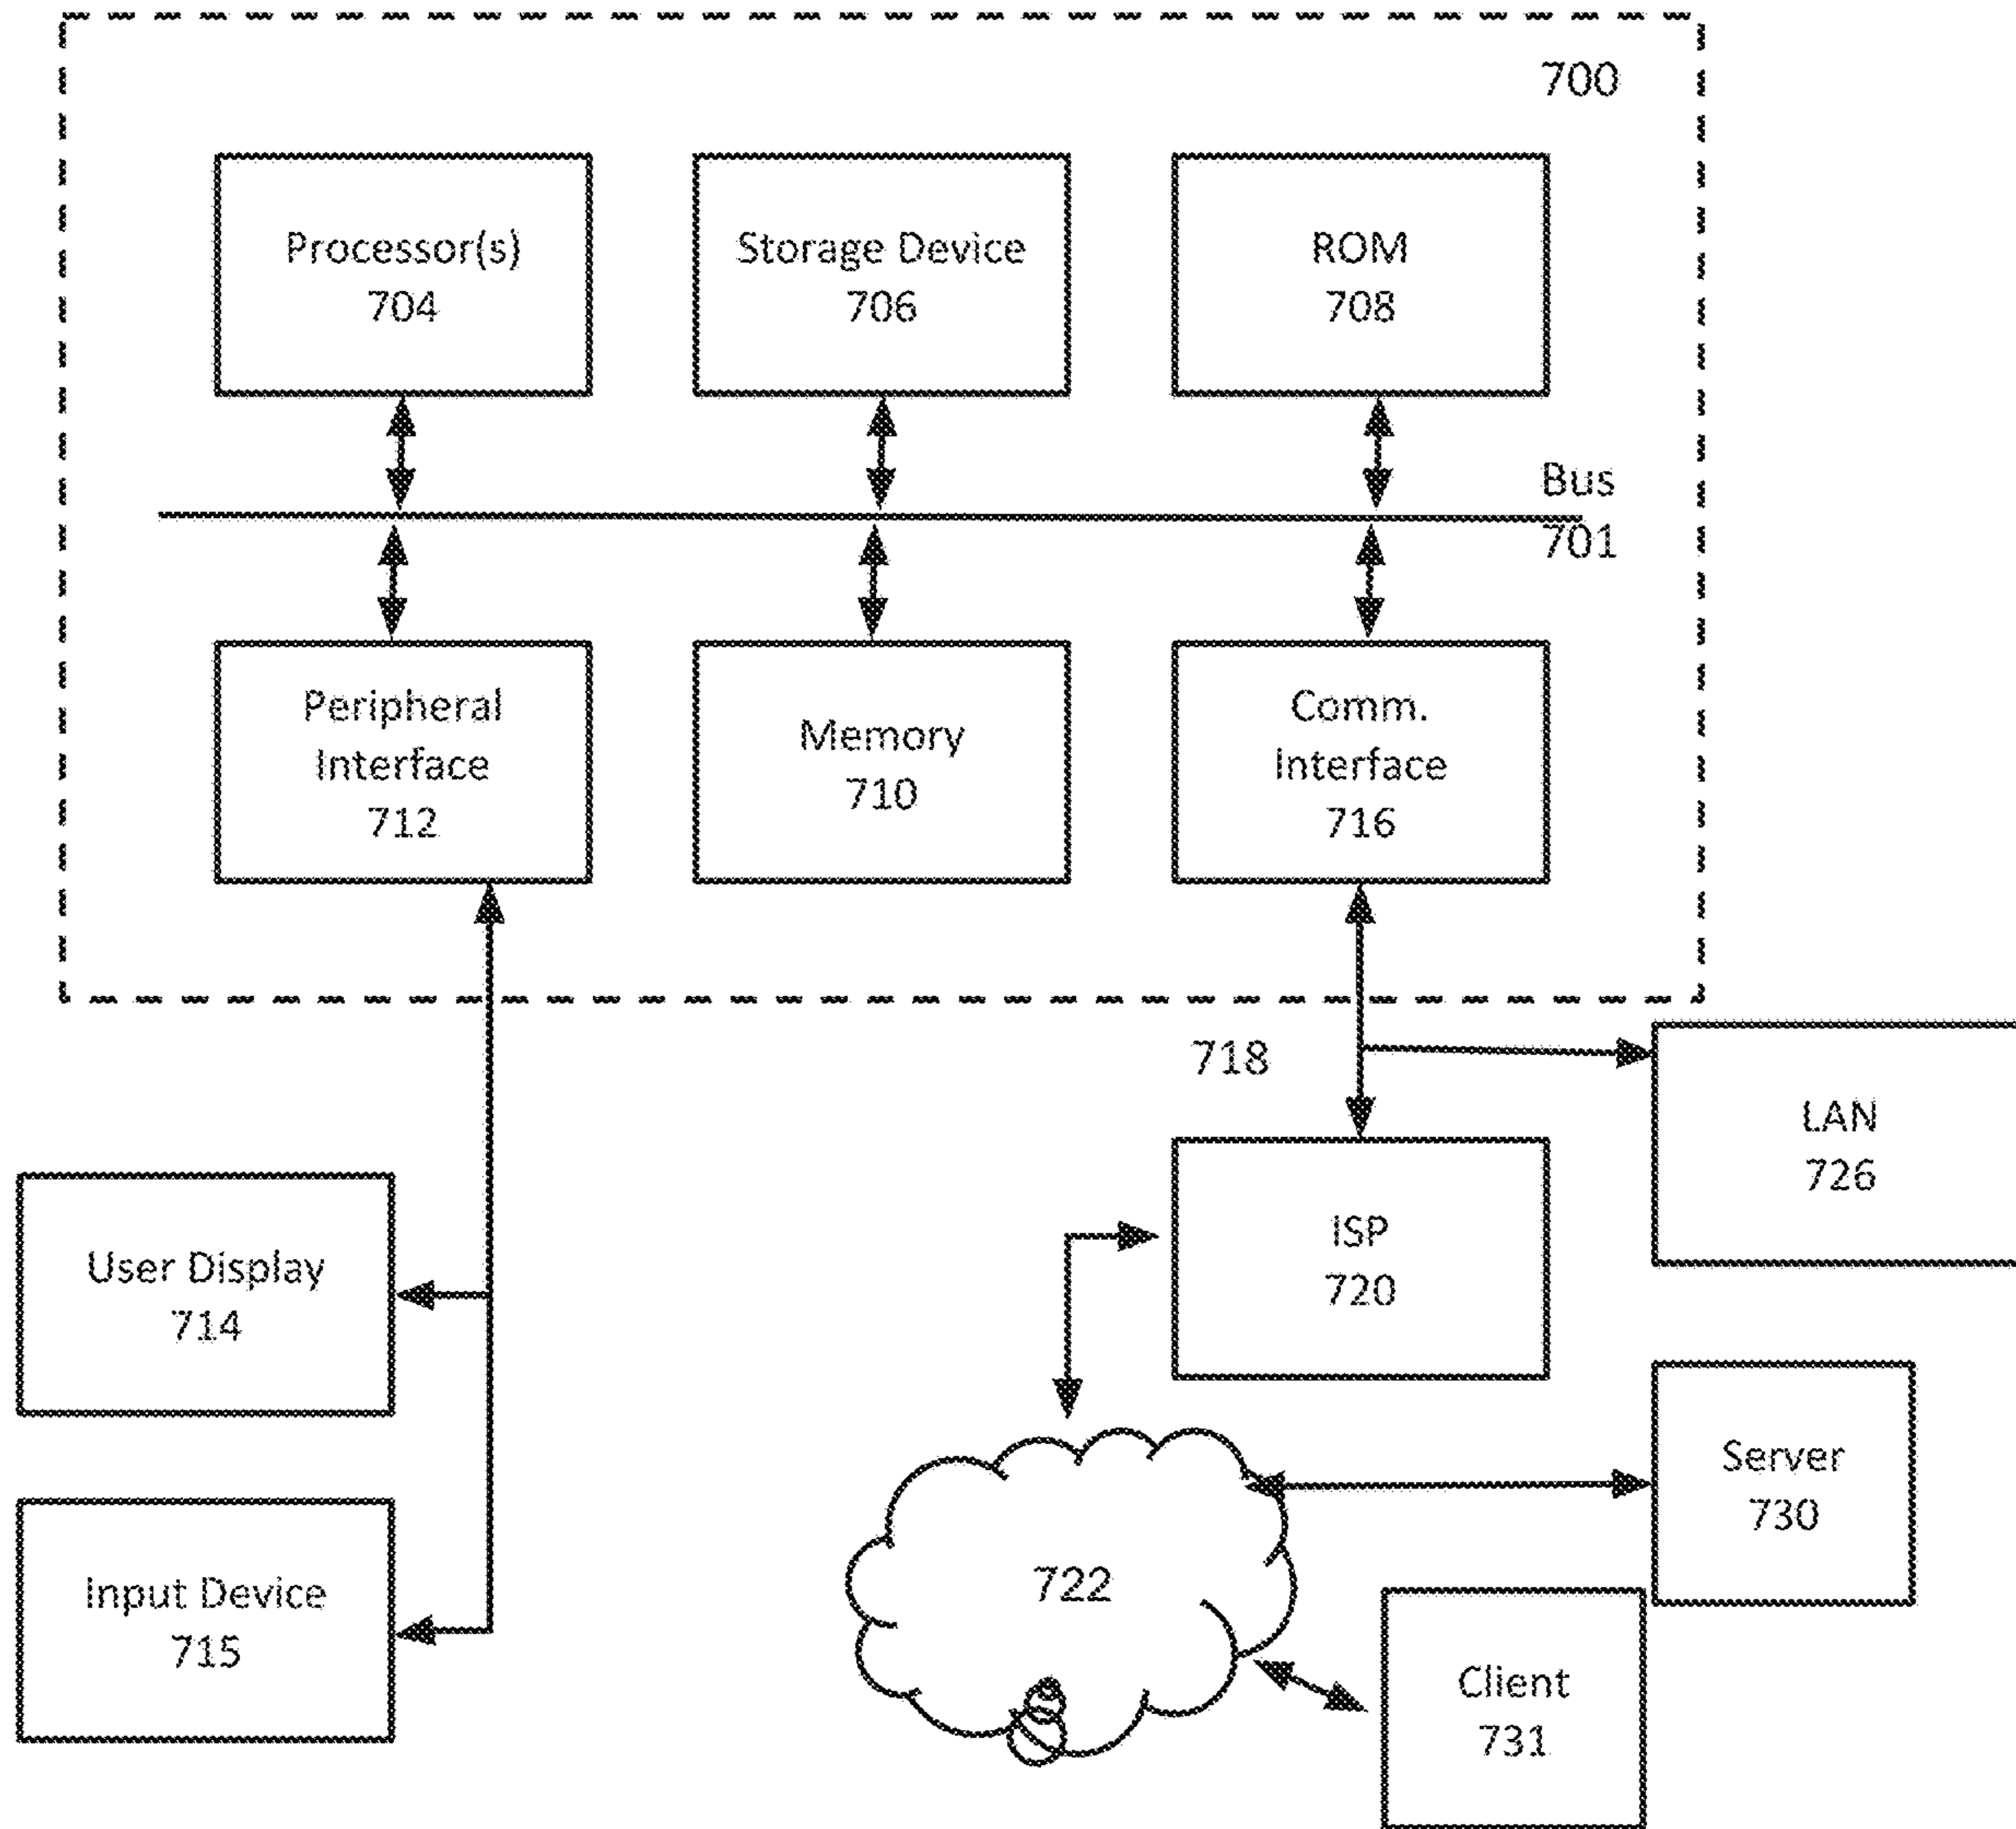 700
Processor(s)
704
Storage Device
706
ROM
708
Bus
701
Peripheral
Interface
712
Memory
710
Comm.
Interface
716
718
LAN
726
User Display
714
ISP
720
Server
730
Input Device
715
722
Client
731